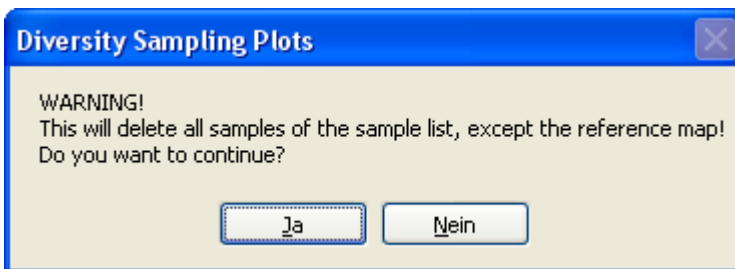 Diversity Sampling Plots
WARNING!
This will delete all samples of the sample list, except the reference map!
Do you want to continue?
Ja
Nein